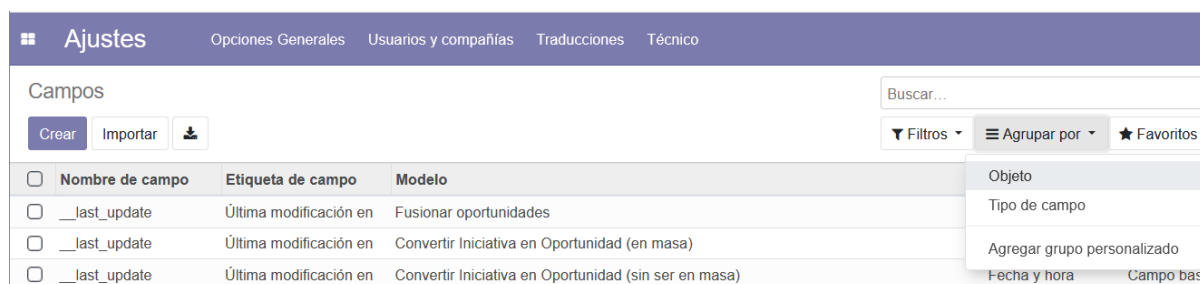 Ajustes Opciones Generales Usuarios y compañías Traducciones Técnico
Campos Buscar...
Crear Importar Filtros Agrupar por Favoritos
Nombre de campo Etiqueta de campo Modelo Objeto
__last_update Última modificación en Fusionar oportunidades Tipo de campo
__last_update Última modificación en Convertir Iniciativa en Oportunidad (en masa) Agregar grupo personalizado
__last_update Última modificación en Convertir Iniciativa en Oportunidad (sin ser en masa) Fecha y hora Campo bas